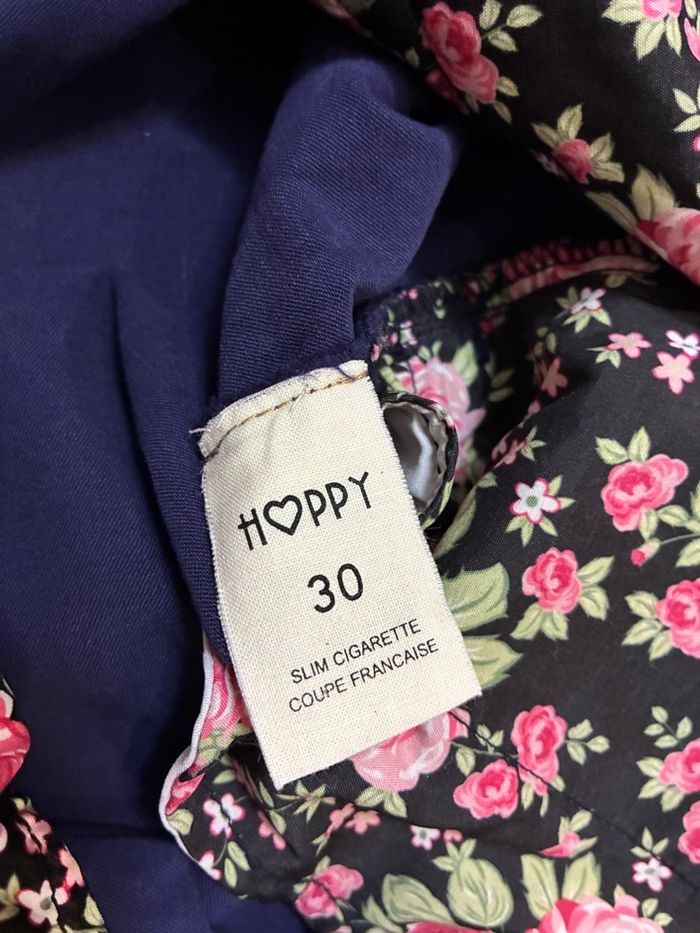 H♡PPY
30
SLIM CIGARETTE
COUPE FRANCAISE